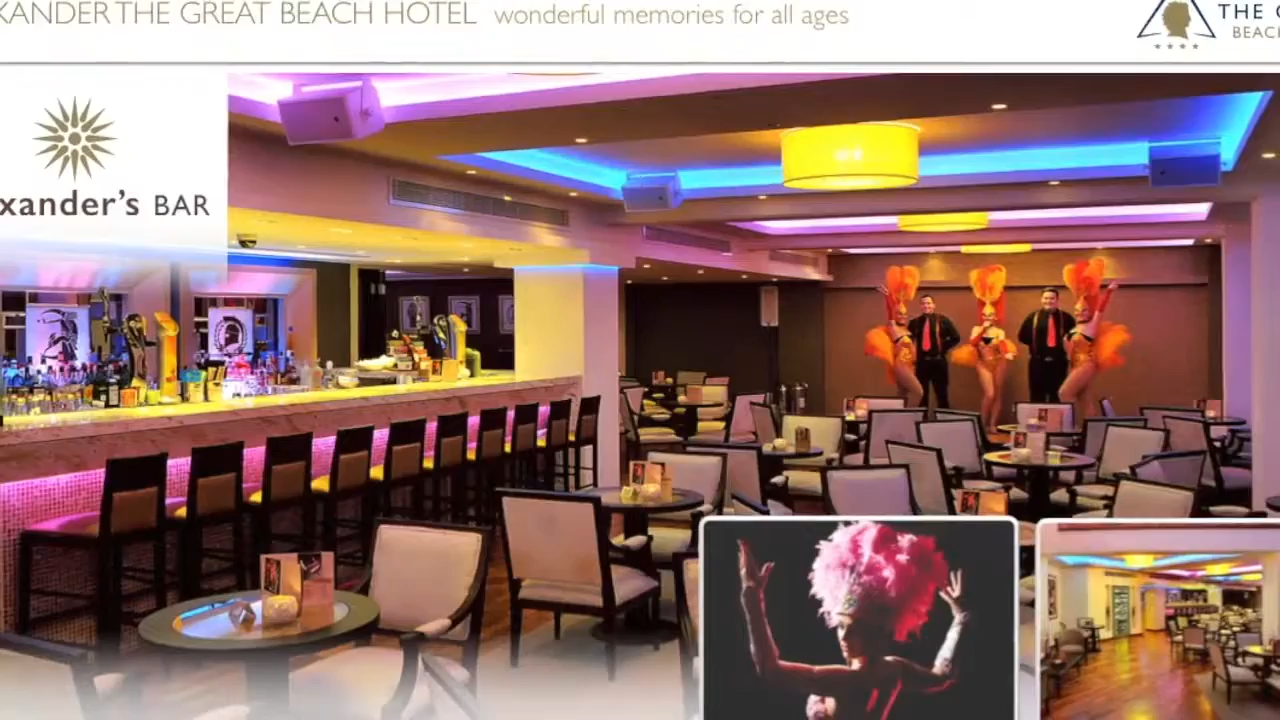 XANDER THE GREAT BEACH HOTEL wonderful memories for all ages
THE
BEACH
xander's BAR